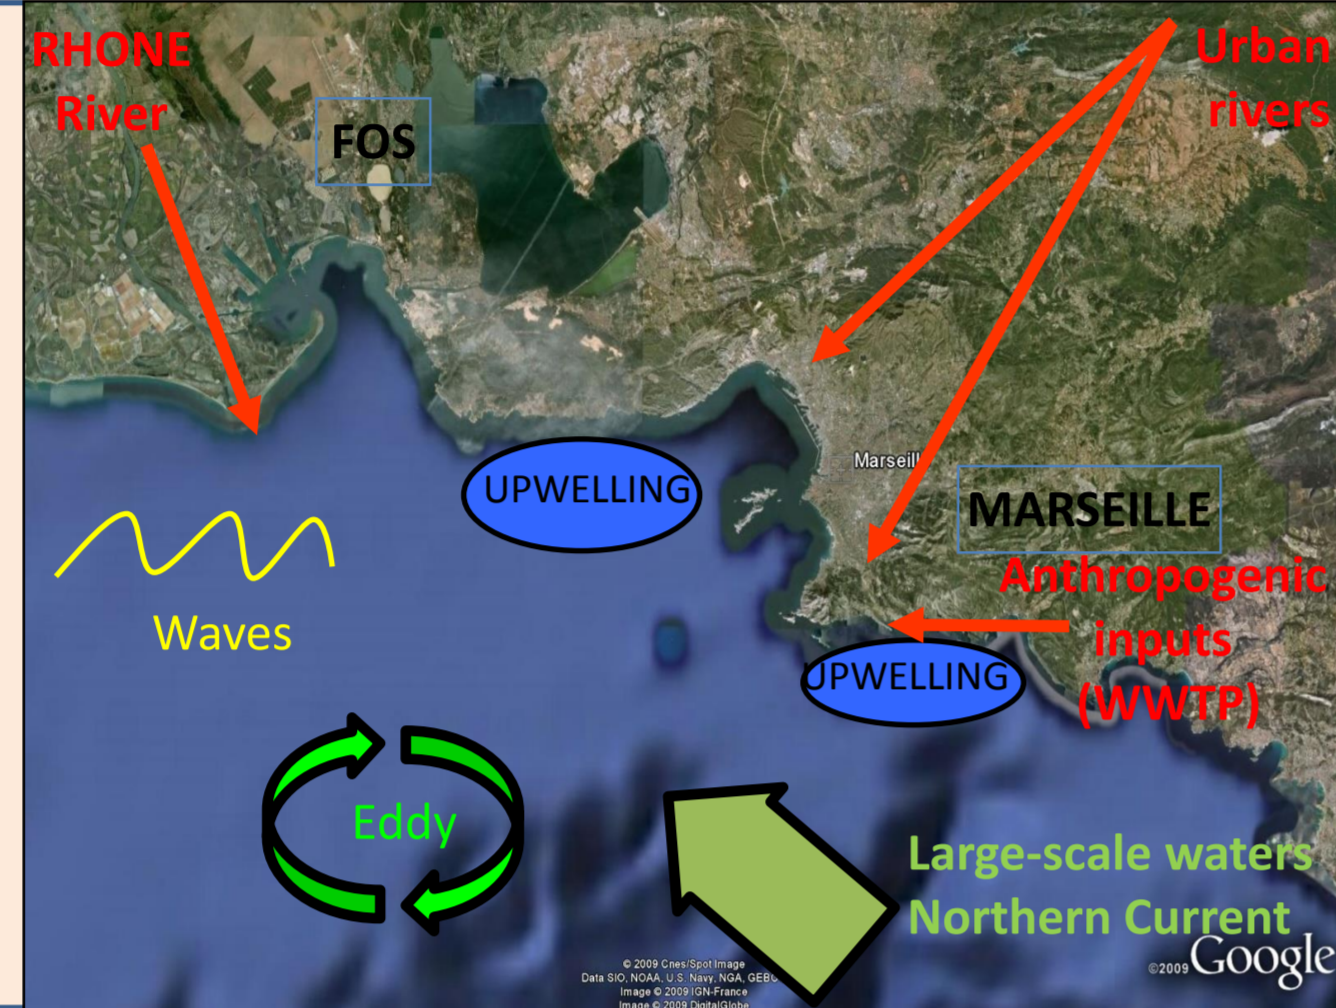 RHONE
River
FOS
Urban
rivers
UPWELLING
Marseill
MARSEILLE
Anthropogenic
inputs
(WWTP)
Waves
UPWELLING
Eddy
Large-scale waters
Northern Current
© 2009 Cnes/Spot Image
Data SIO, NOAA, U.S. Navy, NGA, GEBC
Image © 2009 IGN-France
Image © 2009 DigitalGlobe
©2009 Google